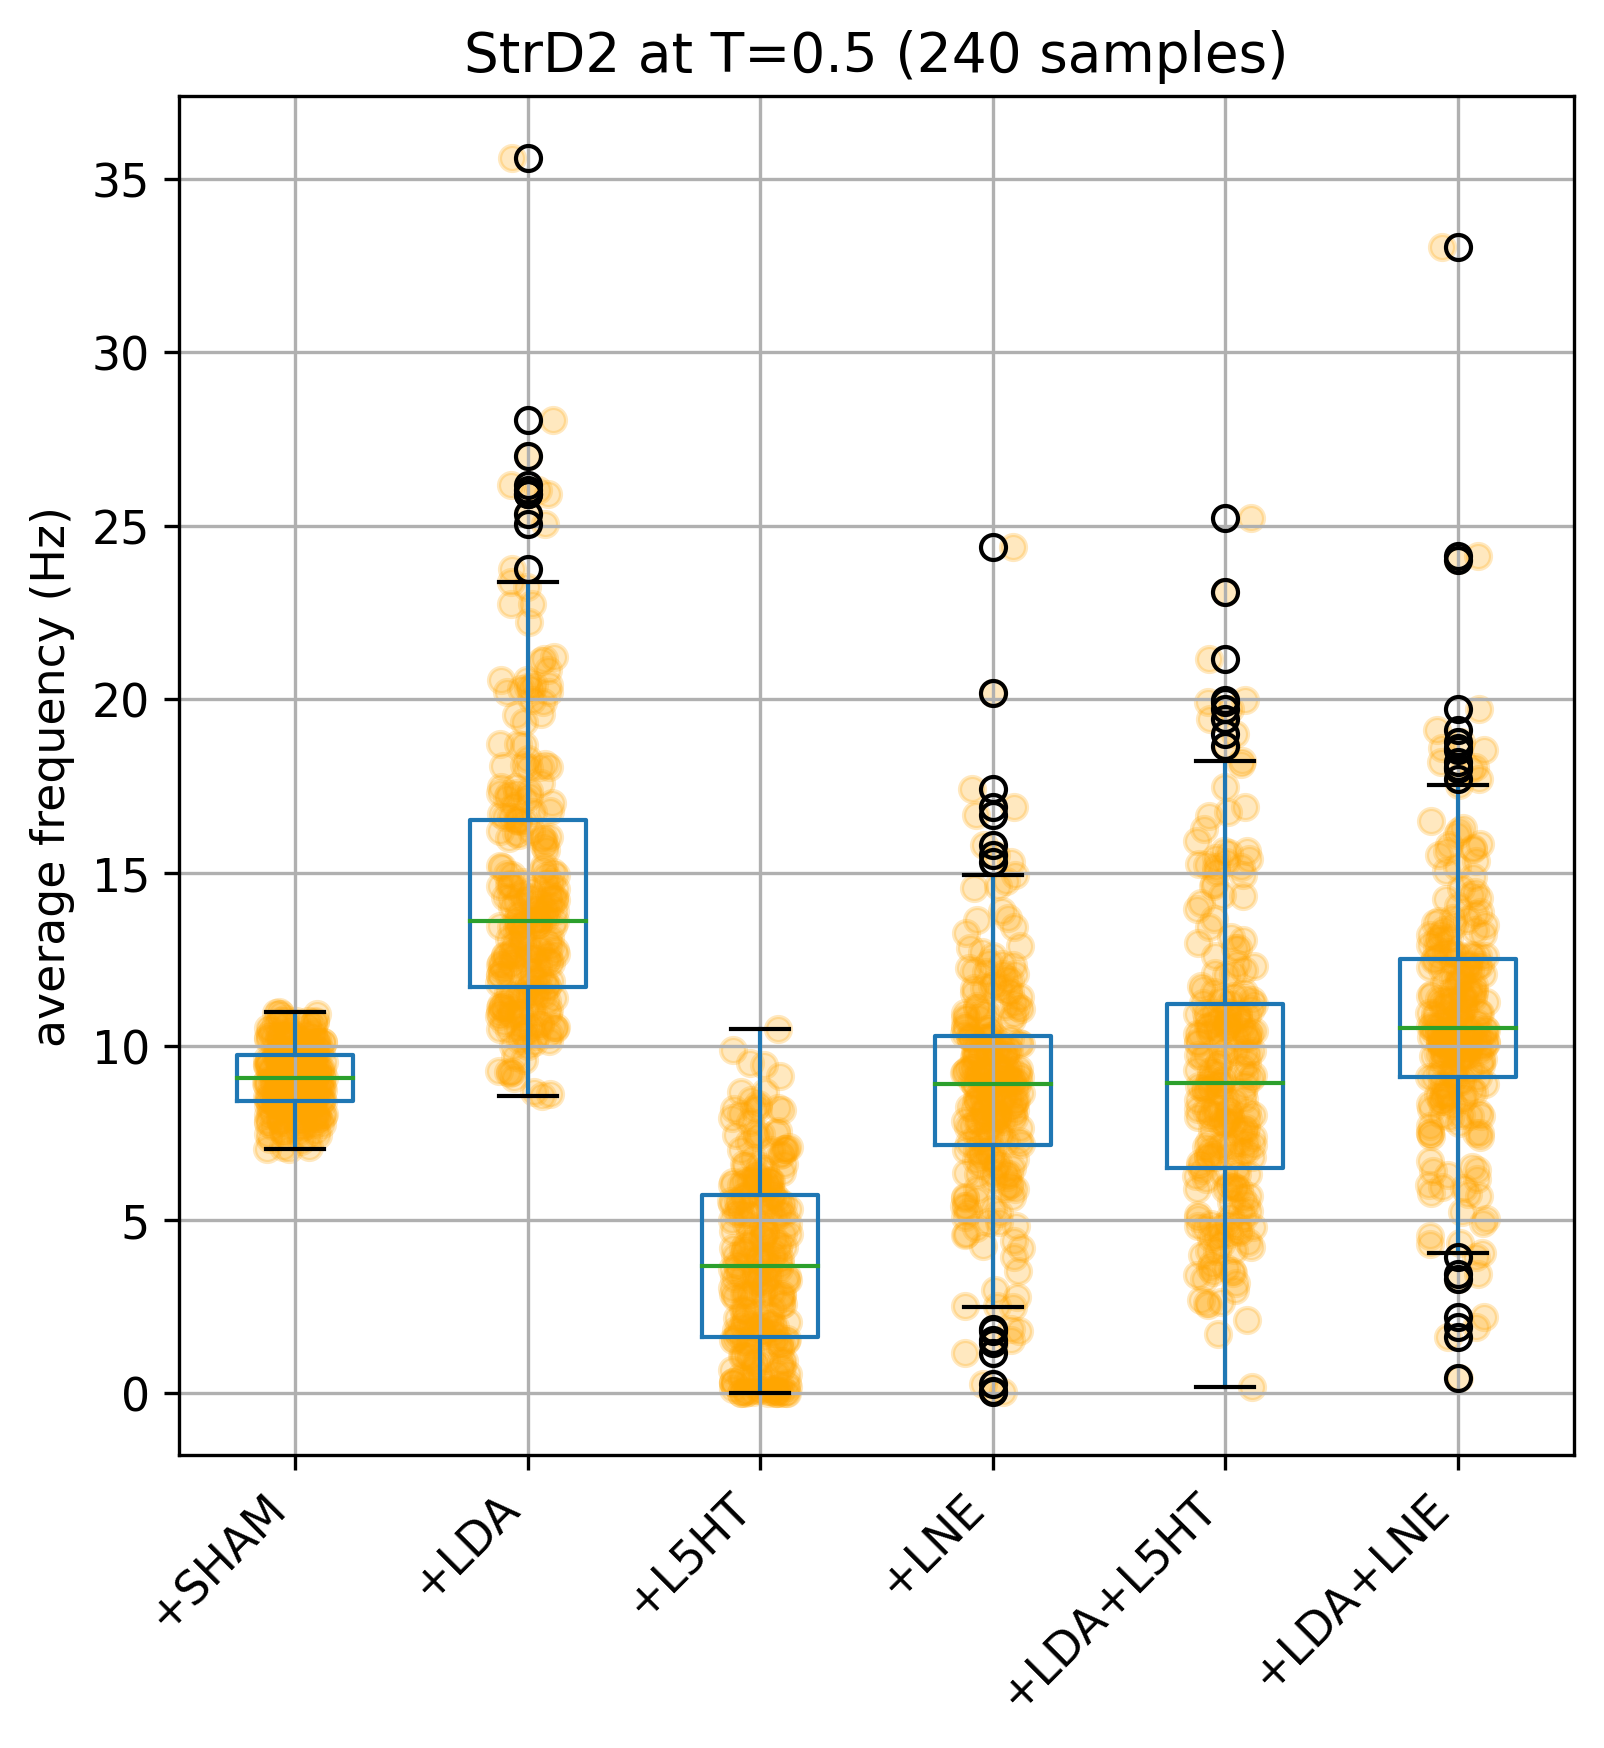 StrD2 at T=0.5 (240 samples)
average frequency (Hz)
35
30
25
20
15
10
5
0
+SHAM
+LDA
+L5HT
+LNE
+LDA+L5HT
+LDA+LNE